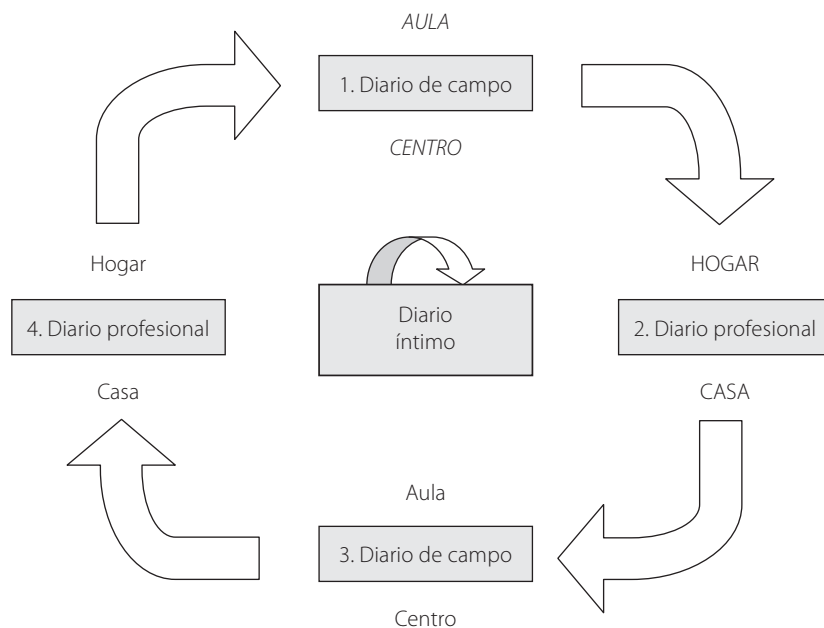 AULA
1. Diario de campo
CENTRO
Hogar
HOGAR
4. Diario profesional
Diario
íntimo
2. Diario profesional
Casa
CASA
Aula
3. Diario de campo
Centro